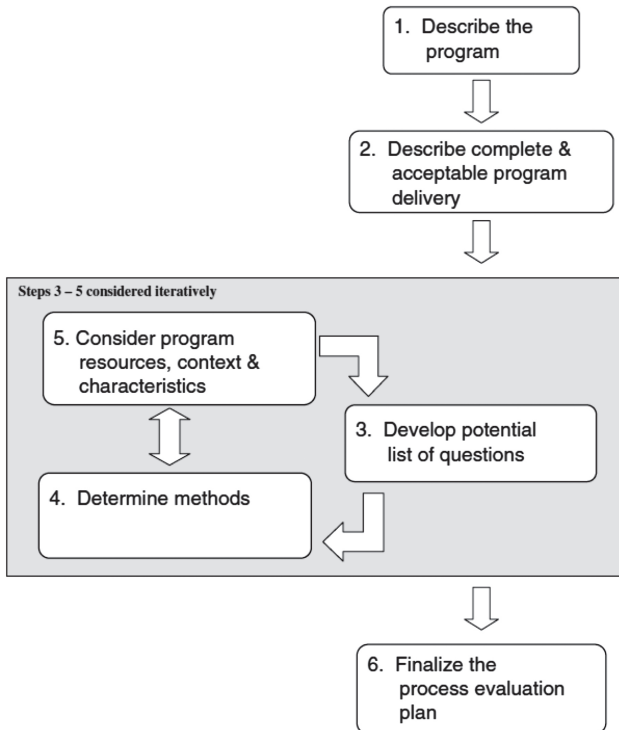 1. Describe the
program
2. Describe complete &
acceptable program
delivery
Steps 3 – 5 considered iteratively
5. Consider program
resources, context &
characteristics
3. Develop potential
list of questions
4. Determine methods
6. Finalize the
process evaluation
plan